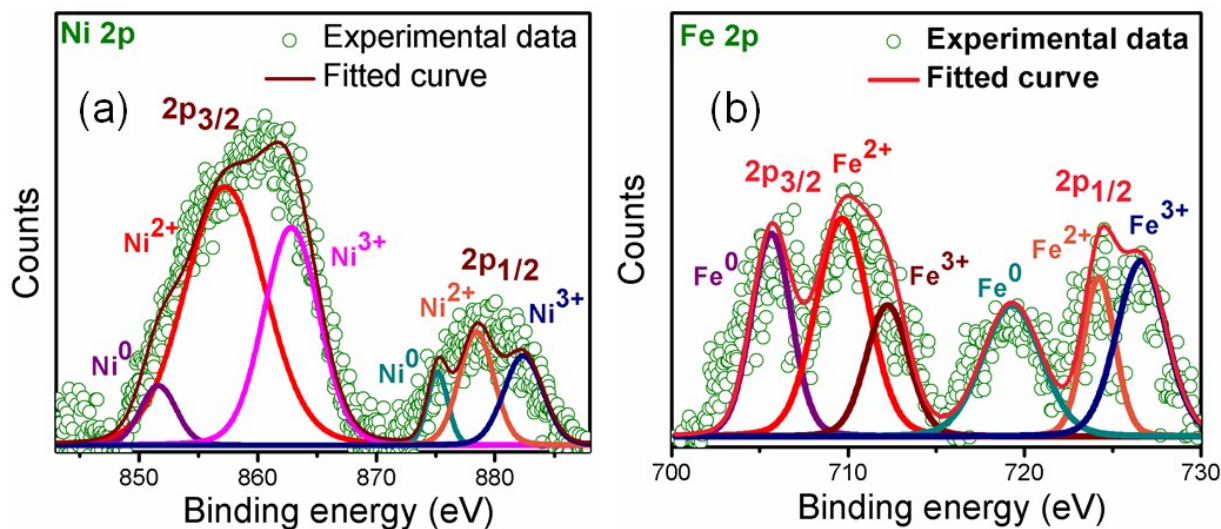 Ni 2p
Experimental data
Fitted curve
(a)
2p3/2
Ni2+
Ni3+
2p1/2
Ni2+
Ni3+
Ni0
Ni0
Counts
850 860 870 880
Binding energy (eV)
Fe 2p
Experimental data
Fitted curve
(b)
Fe2+
2p3/2
2p1/2
Fe3+
Fe2+
Fe0
Fe3+
Fe0
Counts
700 710 720 730
Binding energy (eV)